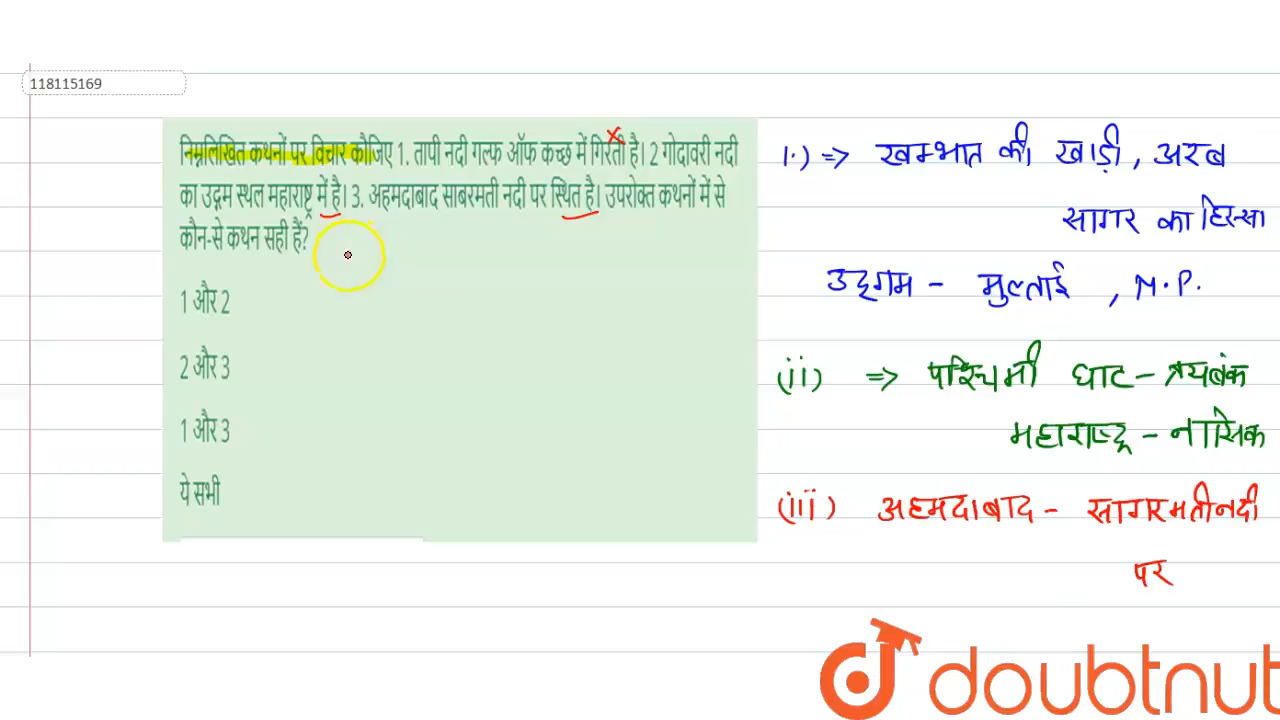 118115169
निम्नलिखित कथनों पर विचार कीजिए 1. तापी नदी गल्फ ऑफ कच्छ में गिरती है। 2 गोदावरी नदी
का उद्गम स्थल महाराष्ट्र में है। 3. अहमदाबाद साबरमती नदी पर स्थित है। उपरोक्त कथनों में से
कौन-से कथन सही हैं?
1 और 2
2 और 3
1 और 3
ये सभी
1.) => खम्भात की खाड़ी, अरब
सागर का हिस्सा
उद्गम - मुल्ताई , M.P.
(ii) => पश्चिमी घाट - त्र्यबंक
महाराष्ट्र - नासिक
(iii) अहमदाबाद - सागरमती नदी
पर
doubtnut